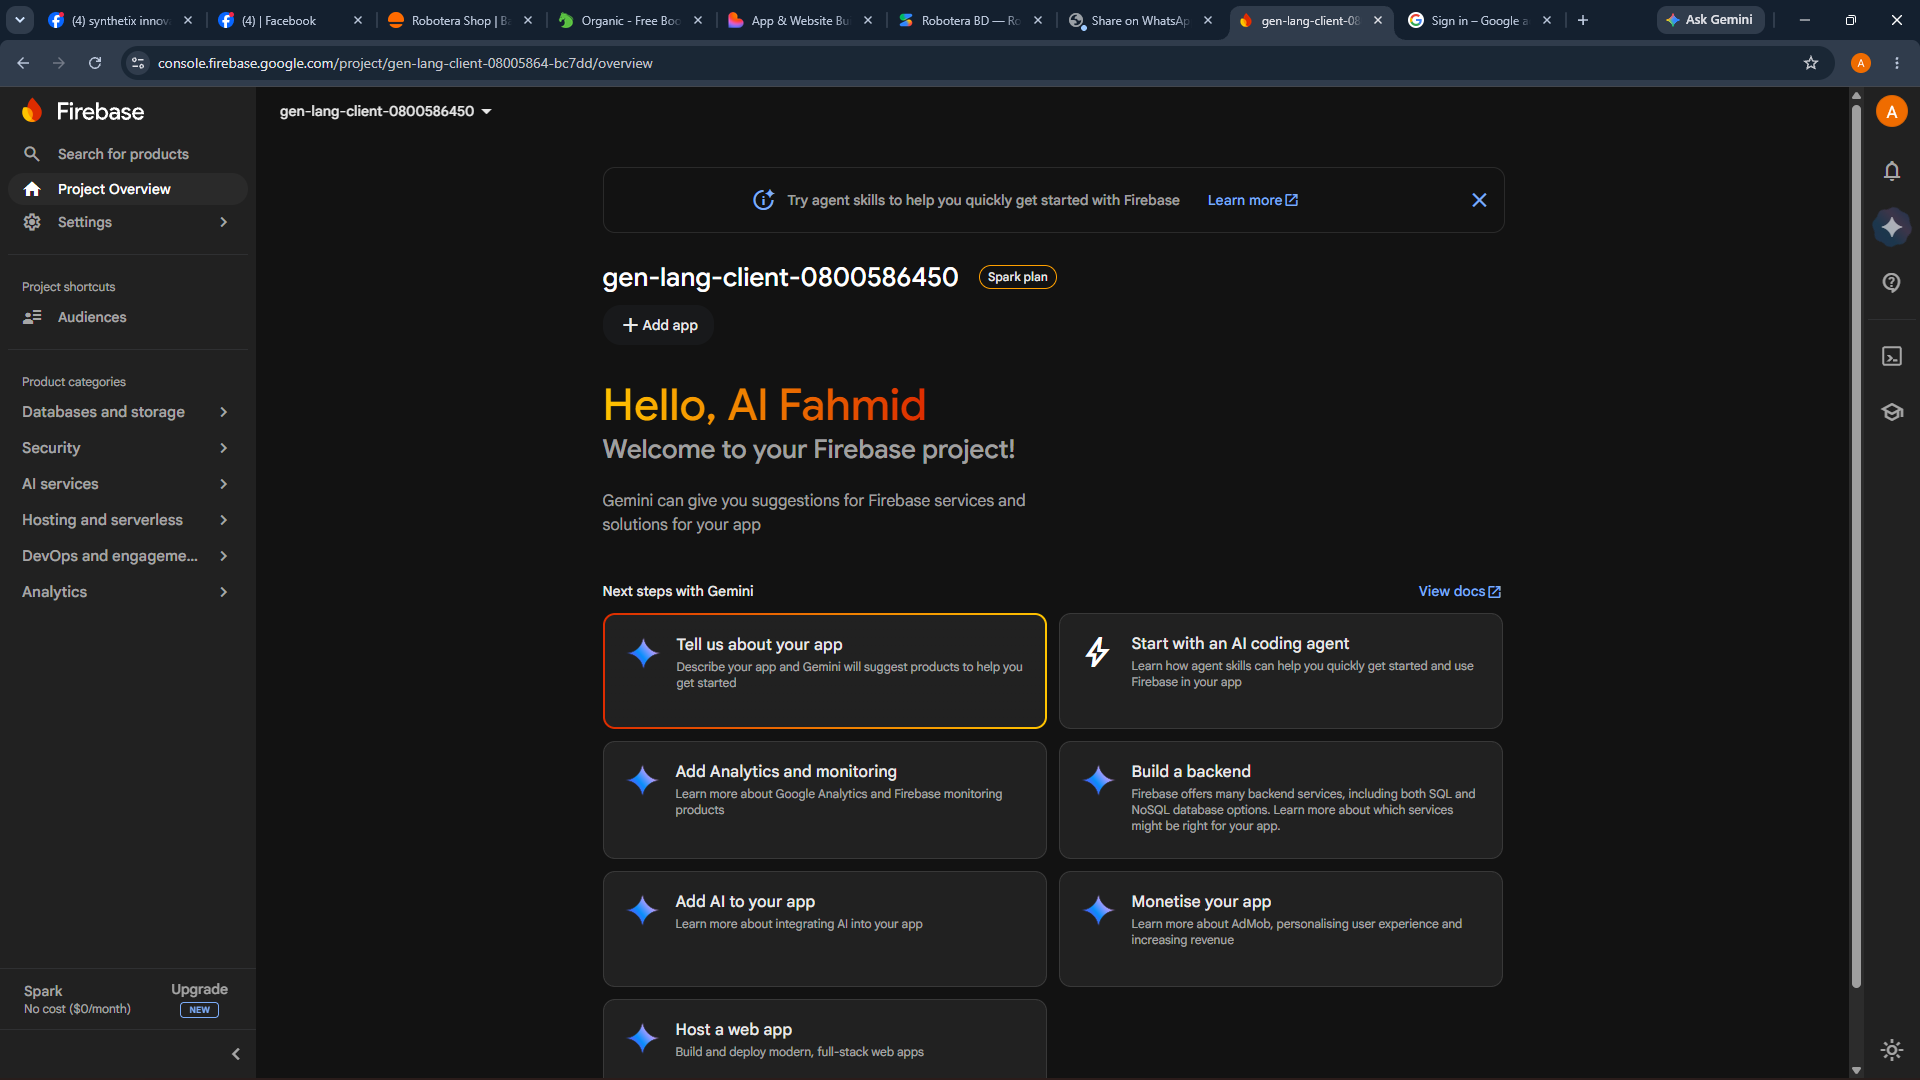 (4) synthetix innova
(4) | Facebook
Robotera Shop | Ba
Organic - Free Boo
App & Website Bu
Robotera BD — Ro
Share on WhatsAp
gen-lang-client-08
Sign in – Google a
Ask Gemini
console.firebase.google.com/project/gen-lang-client-08005864-bc7dd/overview
A
Firebase
gen-lang-client-0800586450
A
Search for products
Project Overview
Settings
Project shortcuts
Audiences
Product categories
Databases and storage
Security
AI services
Hosting and serverless
DevOps and engageme...
Analytics
Spark
No cost ($0/month)
Upgrade
NEW
Try agent skills to help you quickly get started with Firebase
Learn more
gen-lang-client-0800586450
Spark plan
Add app
Hello, Al Fahmid
Welcome to your Firebase project!
Gemini can give you suggestions for Firebase services and
solutions for your app
Next steps with Gemini
View docs
Tell us about your app
Describe your app and Gemini will suggest products to help you
get started
Start with an AI coding agent
Learn how agent skills can help you quickly get started and use
Firebase in your app
Add Analytics and monitoring
Learn more about Google Analytics and Firebase monitoring
products
Build a backend
Firebase offers many backend services, including both SQL and
NoSQL database options. Learn more about which services
might be right for your app.
Add AI to your app
Learn more about integrating AI into your app
Monetise your app
Learn more about AdMob, personalising user experience and
increasing revenue
Host a web app
Build and deploy modern, full-stack web apps